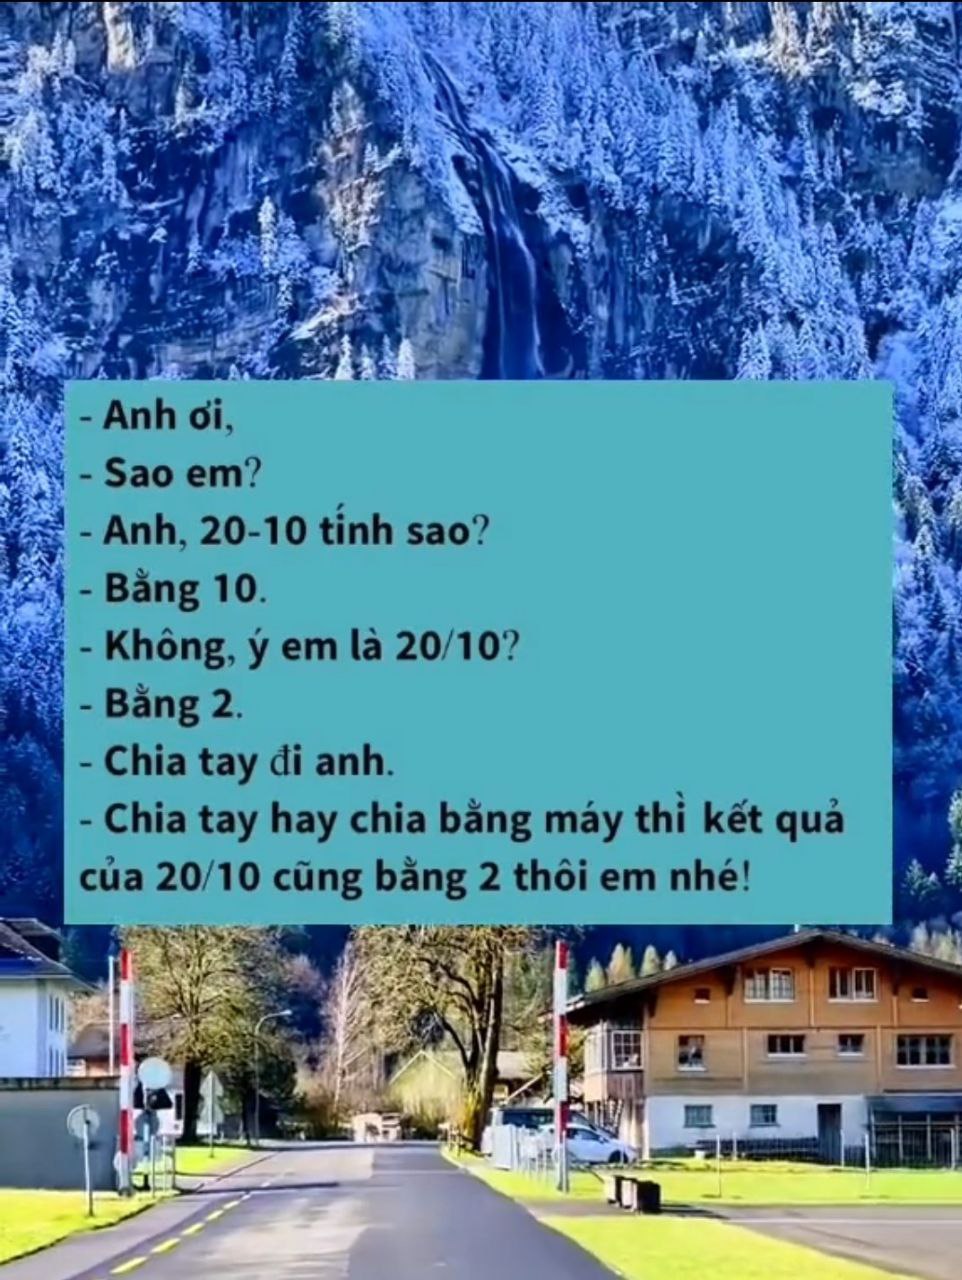 - Anh ơi,
- Sao em?
- Anh, 20-10 tính sao?
- Bằng 10.
- Không, ý em là 20/10?
- Bằng 2.
- Chia tay đi anh.
- Chia tay hay chia bằng máy thì kết quả
của 20/10 cũng bằng 2 thôi em nhé!